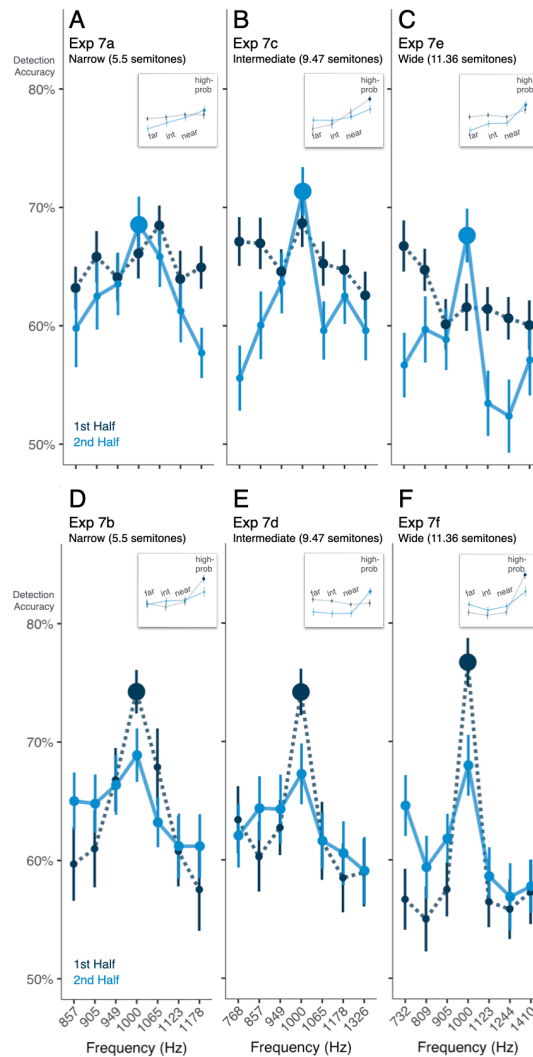 A
Exp 7a
Narrow (5.5 semitones)
B
Exp 7c
Intermediate (9.47 semitones)
C
Exp 7e
Wide (11.36 semitones)
Detection
Accuracy
80%
70%
60%
50%
high-
prob
far int near
high-
prob
far int near
high-
prob
far int near
1st Half
2nd Half
D
Exp 7b
Narrow (5.5 semitones)
E
Exp 7d
Intermediate (9.47 semitones)
F
Exp 7f
Wide (11.36 semitones)
Detection
Accuracy
80%
70%
60%
50%
high-
prob
far int near
high-
prob
far int near
high-
prob
far int near
1st Half
2nd Half
857 905 949 1000 1065 1123 1178
768 857 949 1000 1065 1178 1326
732 809 905 1000 1123 1244 1410
Frequency (Hz)
Frequency (Hz)
Frequency (Hz)